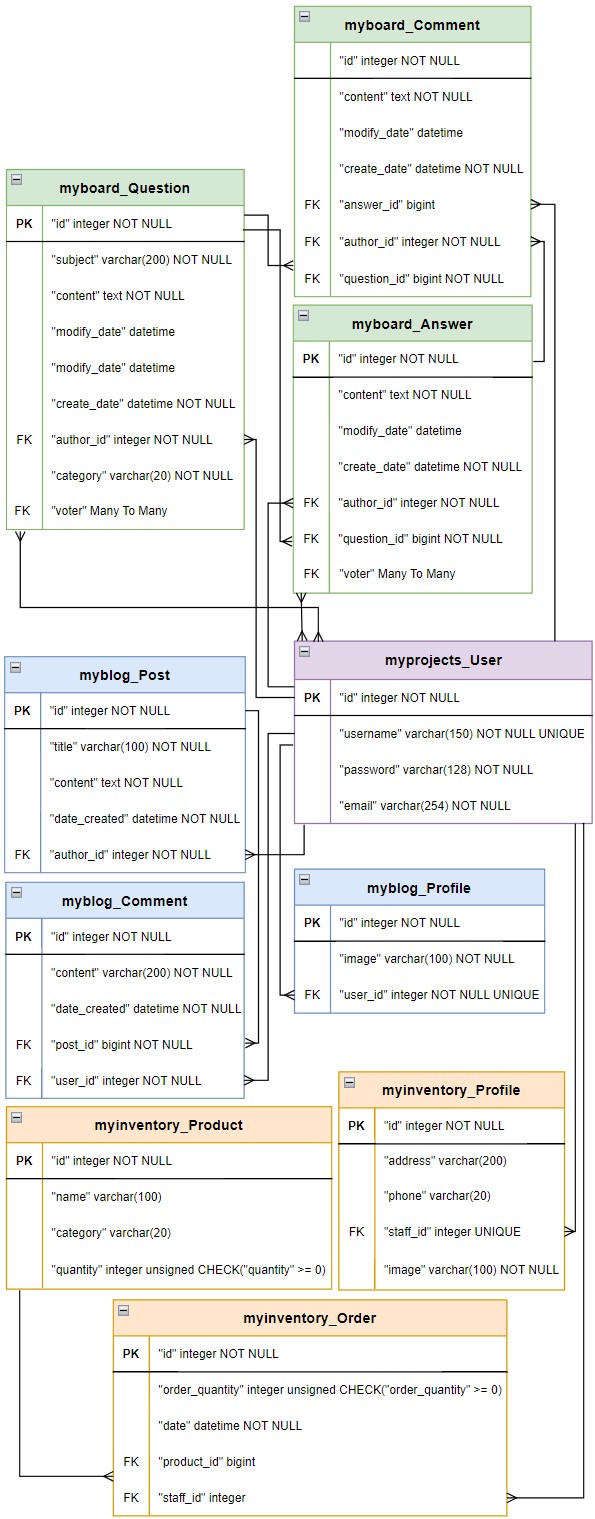 myboard_Comment
"id" integer NOT NULL
"content" text NOT NULL
"modify_date" datetime
"create_date" datetime NOT NULL
FK "answer_id" bigint
FK "author_id" integer NOT NULL
FK "question_id" bigint NOT NULL
myboard_Question
PK "id" integer NOT NULL
"subject" varchar(200) NOT NULL
"content" text NOT NULL
"modify_date" datetime
"modify_date" datetime
"create_date" datetime NOT NULL
FK "author_id" integer NOT NULL
"category" varchar(20) NOT NULL
FK "voter" Many To Many
myboard_Answer
PK "id" integer NOT NULL
"content" text NOT NULL
"modify_date" datetime
"create_date" datetime NOT NULL
FK "author_id" integer NOT NULL
FK "question_id" bigint NOT NULL
FK "voter" Many To Many
myprojects_User
PK "id" integer NOT NULL
"username" varchar(150) NOT NULL UNIQUE
"password" varchar(128) NOT NULL
"email" varchar(254) NOT NULL
myblog_Post
PK "id" integer NOT NULL
"title" varchar(100) NOT NULL
"content" text NOT NULL
"date_created" datetime NOT NULL
FK "author_id" integer NOT NULL
myblog_Comment
PK "id" integer NOT NULL
"content" varchar(200) NOT NULL
"date_created" datetime NOT NULL
FK "post_id" bigint NOT NULL
FK "user_id" integer NOT NULL
myblog_Profile
PK "id" integer NOT NULL
"image" varchar(100) NOT NULL
FK "user_id" integer NOT NULL UNIQUE
myinventory_Profile
PK "id" integer NOT NULL
"address" varchar(200)
"phone" varchar(20)
FK "staff_id" integer UNIQUE
"image" varchar(100) NOT NULL
myinventory_Product
PK "id" integer NOT NULL
"name" varchar(100)
"category" varchar(20)
"quantity" integer unsigned CHECK("quantity" >= 0)
myinventory_Order
PK "id" integer NOT NULL
"order_quantity" integer unsigned CHECK("order_quantity" >= 0)
"date" datetime NOT NULL
FK "product_id" bigint
FK "staff_id" integer